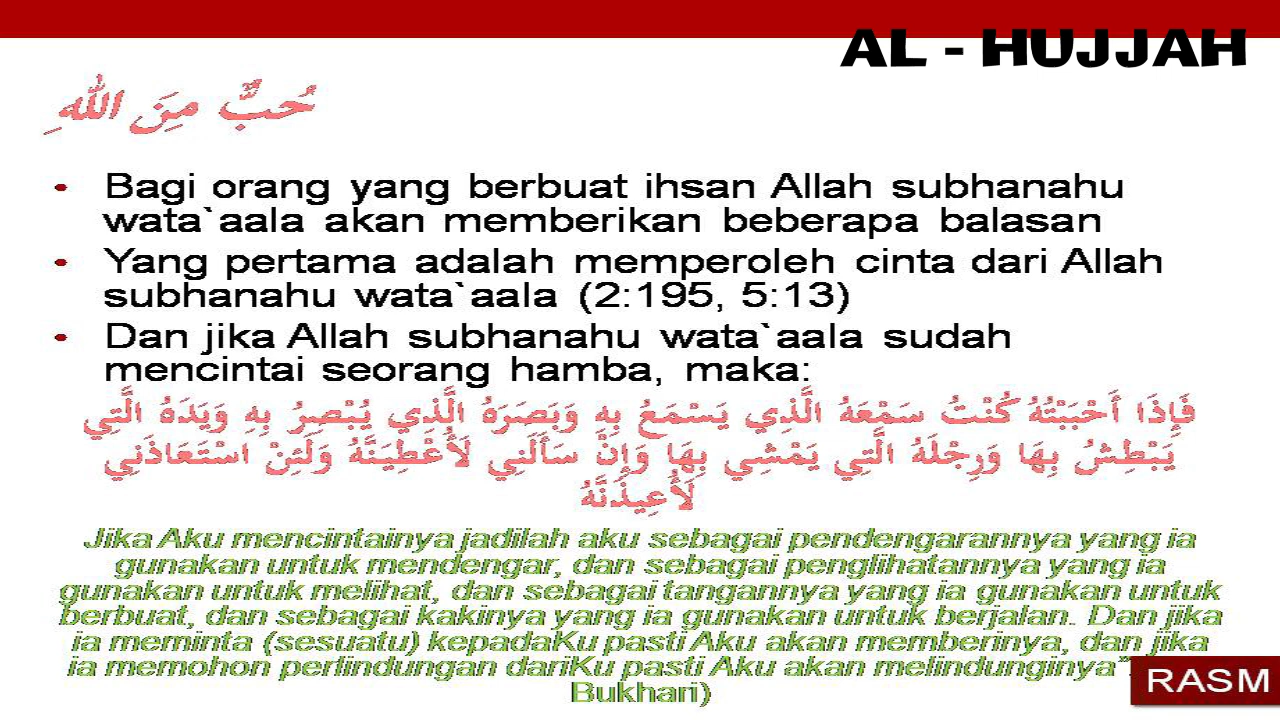 AL - HUJJAH
حُبٌّ مِنَ اللهِ
• Bagi orang yang berbuat ihsan Allah subhanahu
wata`aala akan memberikan beberapa balasan
• Yang pertama adalah memperoleh cinta dari Allah
subhanahu wata`aala (2:195, 5:13)
• Dan jika Allah subhanahu wata`aala sudah
mencintai seorang hamba, maka:
فَإِذَا أَحْبَبْتُهُ كُنْتُ سَمْعَهُ الَّذِي يَسْمَعُ بِهِ وَبَصَرَهُ الَّذِي يُبْصِرُ بِهِ وَيَدَهُ الَّتِي
يَبْطِشُ بِهَا وَرِجْلَهُ الَّتِي يَمْشِي بِهَا وَإِنْ سَأَلَنِي لَأُعْطِيَنَّهُ وَلَئِنْ اسْتَعَاذَنِي
لَأُعِيذَنَّهُ
Jika Aku mencintainya jadilah aku sebagai pendengarannya yang ia
gunakan untuk mendengar, dan sebagai penglihatannya yang ia
gunakan untuk melihat, dan sebagai tangannya yang ia gunakan untuk
berbuat, dan sebagai kakinya yang ia gunakan untuk berjalan. Dan jika
ia meminta (sesuatu) kepadaKu pasti Aku akan memberinya, dan jika
ia memohon perlindungan dariKu pasti Aku akan melindunginya”
Bukhari)
RASM